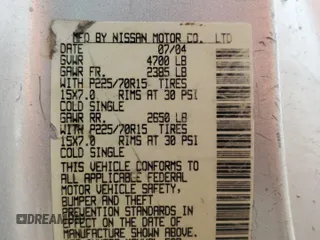 MFD BY NISSAN MOTOR CO. LTD
DATE 07/04
GVWR 4700 LB
GAWR FR. 2385 LB
WITH P225/70R15 TIRES
15X7.0 RIMS AT 30 PSI
COLD SINGLE
GAWR RR. 2650 LB
WITH P225/70R15 TIRES
15X7.0 RIMS AT 30 PSI
COLD SINGLE
THIS VEHICLE CONFORMS TO
ALL APPLICABLE FEDERAL
MOTOR VEHICLE SAFETY,
BUMPER AND THEFT
PREVENTION STANDARDS IN
EFFECT ON THE DATE OF
MANUFACTURE SHOWN ABOVE.
DREAM